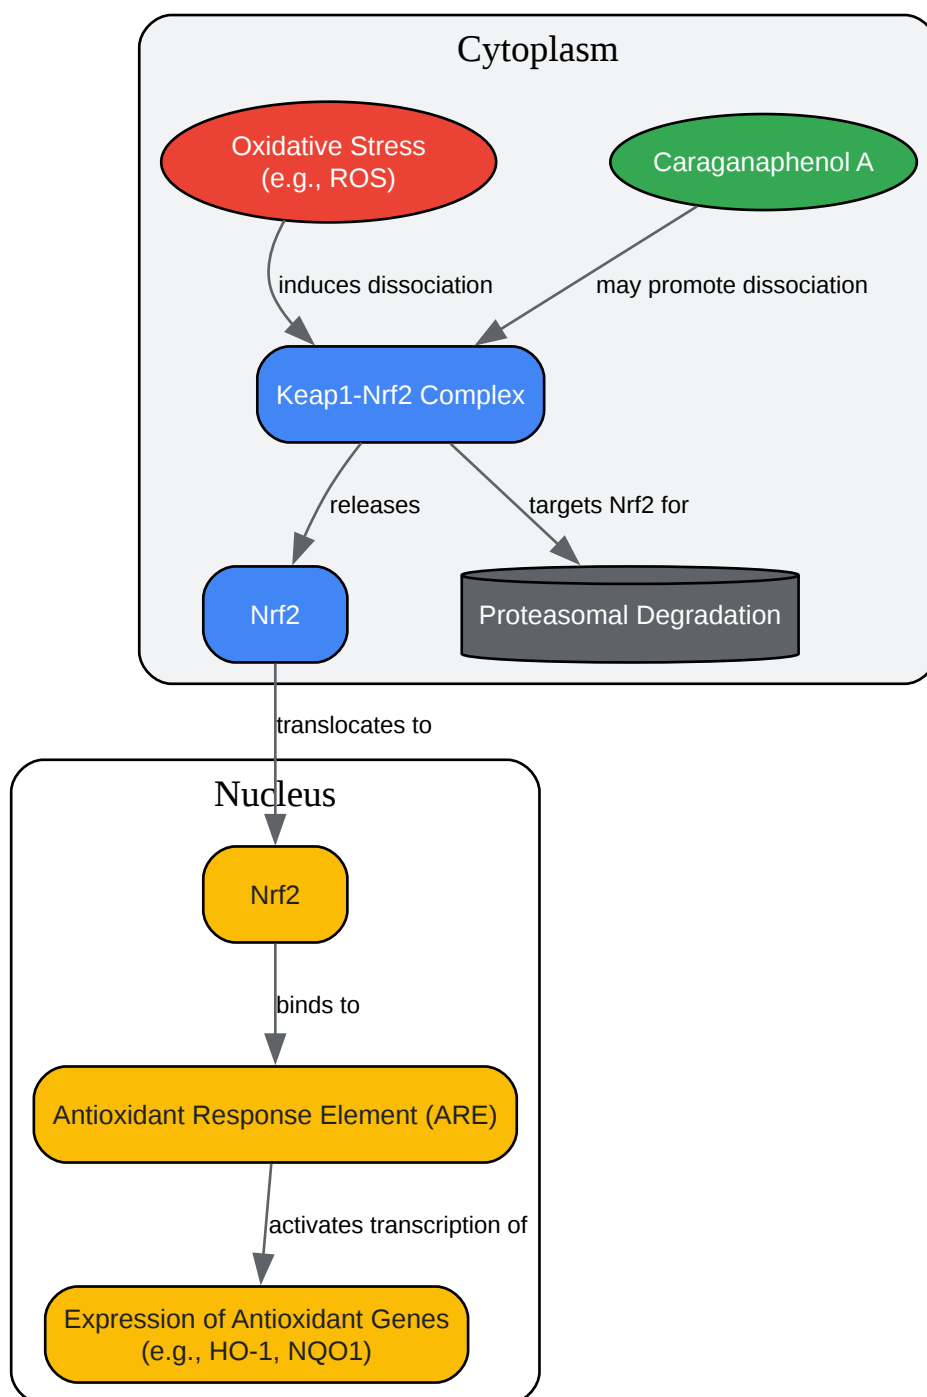 Cytoplasm
Oxidative Stress
(e.g., ROS)
Caraganaphenol A
induces dissociation
may promote dissociation
Keap1-Nrf2 Complex
releases
targets Nrf2 for
Nrf2
Proteasomal Degradation
translocates to
Nucleus
Nrf2
binds to
Antioxidant Response Element (ARE)
activates transcription of
Expression of Antioxidant Genes
(e.g., HO-1, NQO1)